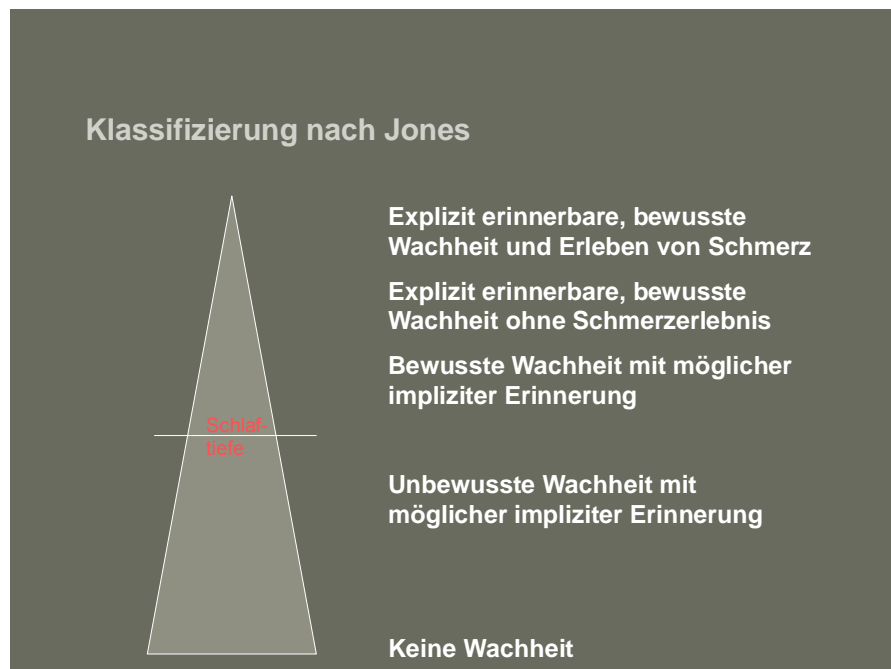 Klassifizierung nach Jones
Explizit erinnerbare, bewusste
Wachheit und Erleben von Schmerz
Explizit erinnerbare, bewusste
Wachheit ohne Schmerzerlebnis
Bewusste Wachheit mit möglicher
impliziter Erinnerung
Schlaf-
tiefe
Unbewusste Wachheit mit
möglicher impliziter Erinnerung
Keine Wachheit